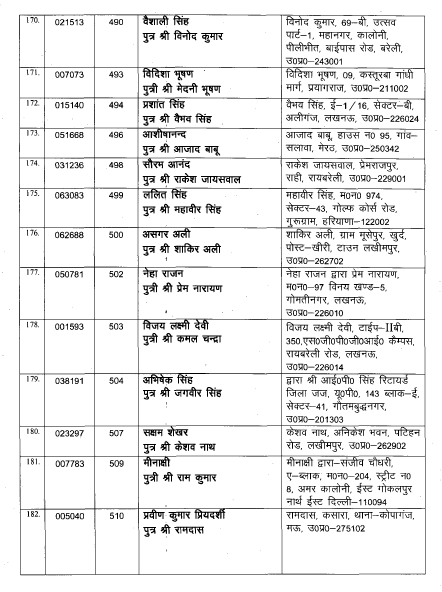 170. 021513 490 वैशाली सिंह विनोद कुमार, 69-बी, उत्सव
पुत्र श्री विनोद कुमार पार्ट-1, महानगर, कालोनी,
पीलीभीत, बाईपास रोड, बरेली,
उ0प्र0-243001
171. 007073 493 विदिशा भूषण विदिशा भूषण, 09, कस्तूरबा गांधी
पुत्री श्री मेदनी भूषण मार्ग, प्रयागराज, उ0प्र0-211002
172. 015140 494 प्रशांत सिंह वैभव सिंह, ई-1/16, सेक्टर-बी,
पुत्र श्री वैभव सिंह अलीगंज, लखनऊ, उ0प्र0-226024
173. 051668 496 आशीषानन्द आजाद बाबू, हाउस न0 95, गांव-
पुत्र श्री आजाद बाबू सलावा, मेरठ, उ0प्र0-250342
174. 031236 498 सौरभ आनंद राकेश जायसवाल, प्रेमराजपुर,
पुत्र श्री राकेश जायसवाल राही, रायबरेली, उ0प्र0-229001
175. 063083 499 ललित सिंह महावीर सिंह, म0न0 974,
पुत्र श्री महावीर सिंह सेक्टर-43, गोल्फ कोर्स रोड,
गुरूग्राम, हरियाणा-122002
176. 062688 500 असगर अली शाकिर अली, ग्राम मूसेपुर, खुर्द,
पुत्र श्री शाकिर अली पोस्ट-खीरी, टाउन लखीमपुर,
उ0प्र0-262702
177. 050781 502 नेहा राजन नेहा राजन द्वारा प्रेम नारायण,
पुत्री श्री प्रेम नारायण म0न0-97 विनय खण्ड-5,
गोमतीनगर, लखनऊ,
उ0प्र0-226010
178. 001593 503 विजय लक्ष्मी देवी विजय लक्ष्मी देवी, टाईप-IIबी,
पुत्री श्री कमल चन्द्रा 350,एस0जी0पी0जी0आई0 कैम्पस,
रायबरेली रोड, लखनऊ,
उ0प्र0-226014
179. 038191 504 अभिषेक सिंह द्वारा श्री आई0पी0 सिंह रिटायर्ड
पुत्र श्री जगवीर सिंह जिला जज, यू0पी0, 143 ब्लाक-ई,
सेक्टर-41, गौतमबुद्धनगर,
उ0प्र0-201303
180. 023297 507 सक्षम शेखर केशव नाथ, अनिकेश भवन, पटिहन
पुत्र श्री केशव नाथ रोड, लखीमपुर, उ0प्र0-262902
181. 007783 509 मीनाक्षी मीनाक्षी द्वारा-संजीव चौधरी,
पुत्री श्री राम कुमार ए-ब्लाक, म0न0-204, स्ट्रीट न0
8, अमर कालोनी, ईस्ट गोकलपुर
नार्थ ईस्ट दिल्ली-110094
182. 005040 510 प्रवीण कुमार प्रियदर्शी रामदास, कसारा, थाना-कोपागंज,
पुत्र श्री रामदास मऊ, उ0प्र0-275102